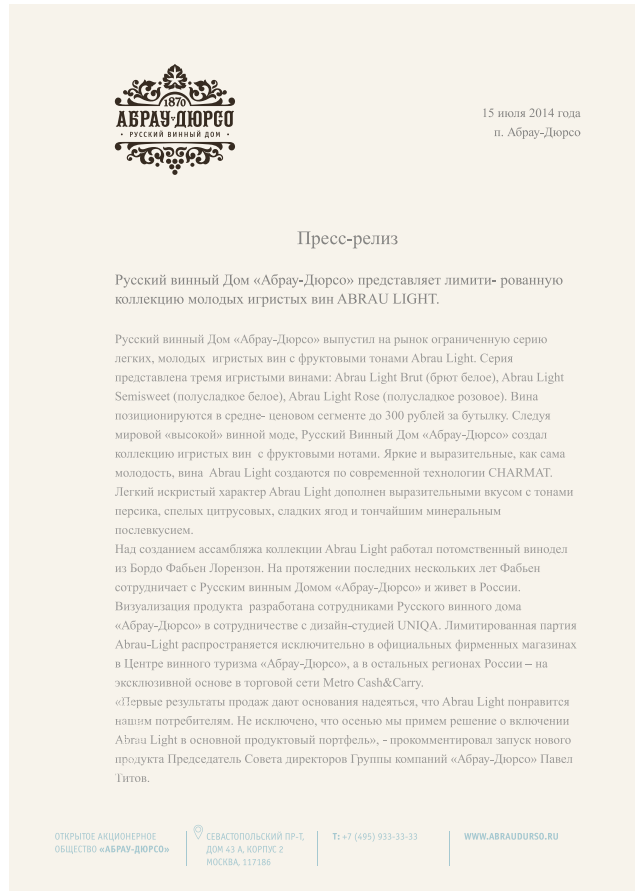 1870
АБРАУ-ДЮРСО
• РУССКИЙ ВИННЫЙ ДОМ •
15 июля 2014 года
п. Абрау-Дюрсо
Пресс-релиз
Русский винный Дом «Абрау-Дюрсо» представляет лимити- рованную
коллекцию молодых игристых вин ABRAU LIGHT.
Русский винный Дом «Абрау-Дюрсо» выпустил на рынок ограниченную серию
легких, молодых игристых вин с фруктовыми тонами Abrau Light. Серия
представлена тремя игристыми винами: Abrau Light Brut (брют белое), Abrau Light
Semisweet (полусладкое белое), Abrau Light Rose (полусладкое розовое). Вина
позиционируются в средне- ценовом сегменте до 300 рублей за бутылку. Следуя
мировой «высокой» винной моде, Русский Винный Дом «Абрау-Дюрсо» создал
коллекцию игристых вин с фруктовыми нотами. Яркие и выразительные, как сама
молодость, вина Abrau Light создаются по современной технологии CHARMAT.
Легкий искристый характер Abrau Light дополнен выразительными вкусом с тонами
персика, спелых цитрусовых, сладких ягод и тончайшим минеральным
послевкусием.
Над созданием ассамбляжа коллекции Abrau Light работал потомственный винодел
из Бордо Фабьен Лорензон. На протяжении последних нескольких лет Фабьен
сотрудничает с Русским винным Домом «Абрау-Дюрсо» и живет в России.
Визуализация продукта разработана сотрудниками Русского винного дома
«Абрау-Дюрсо» в сотрудничестве с дизайн-студией UNIQA. Лимитированная партия
Abrau-Light распространяется исключительно в официальных фирменных магазинах
в Центре винного туризма «Абрау-Дюрсо», а в остальных регионах России – на
эксклюзивной основе в торговой сети Metro Cash&Carry.
«Первые результаты продаж дают основания надеяться, что Abrau Light понравится
нашим потребителям. Не исключено, что осенью мы примем решение о включении
Abrau Light в основной продуктовый портфель», - прокомментировал запуск нового
продукта Председатель Совета директоров Группы компаний «Абрау-Дюрсо» Павел
Титов.
ОТКРЫТОЕ АКЦИОНЕРНОЕ
ОБЩЕСТВО «АБРАУ-ДЮРСО»
СЕВАСТОПОЛЬСКИЙ ПР-Т,
ДОМ 43 А, КОРПУС 2
МОСКВА, 117186
T: +7 (495) 933-33-33
WWW.ABRAUDURSO.RU